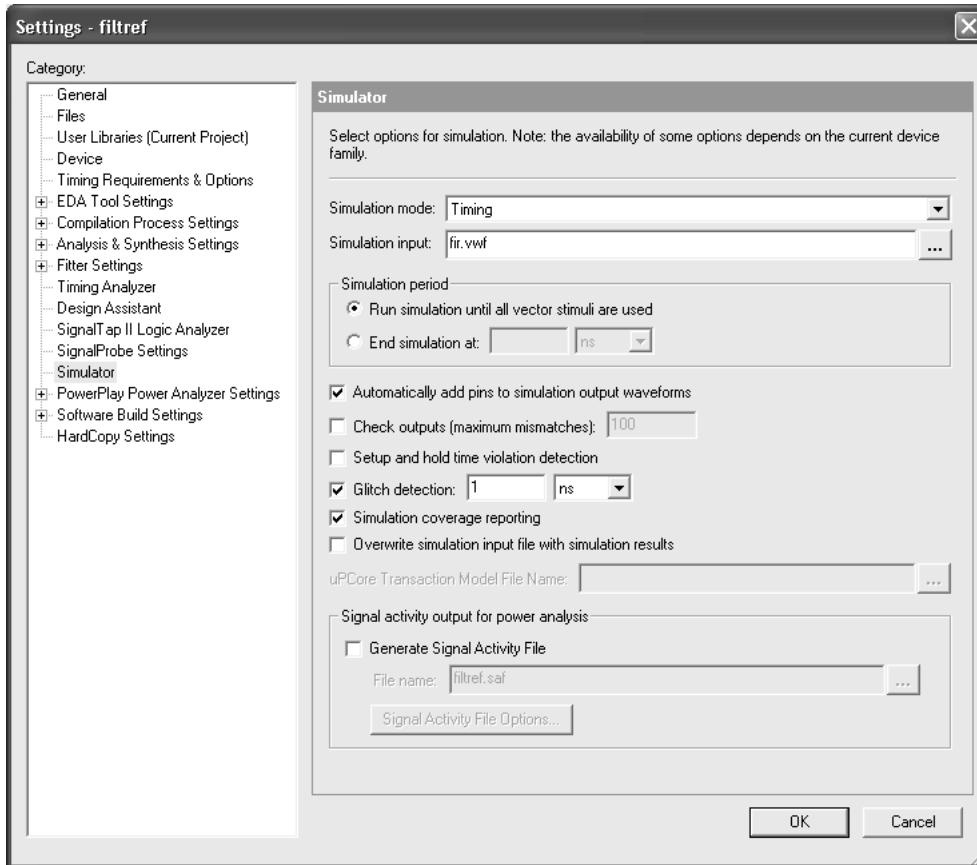 Settings - filtref
Category:
General
Files
User Libraries (Current Project)
Device
Timing Requirements & Options
EDA Tool Settings
Compilation Process Settings
Analysis & Synthesis Settings
Fitter Settings
Timing Analyzer
Design Assistant
SignalTap II Logic Analyzer
SignalProbe Settings
Simulator
PowerPlay Power Analyzer Settings
Software Build Settings
HardCopy Settings
Simulator
Select options for simulation. Note: the availability of some options depends on the current device
family.
Simulation mode: Timing
Simulation input: fir.vwf ...
Simulation period
Run simulation until all vector stimuli are used
End simulation at: ns
Automatically add pins to simulation output waveforms
Check outputs (maximum mismatches): 100
Setup and hold time violation detection
Glitch detection: 1 ns
Simulation coverage reporting
Overwrite simulation input file with simulation results
uPCore Transaction Model File Name: ...
Signal activity output for power analysis
Generate Signal Activity File
File name: filtref.saf ...
Signal Activity File Options...
OK Cancel